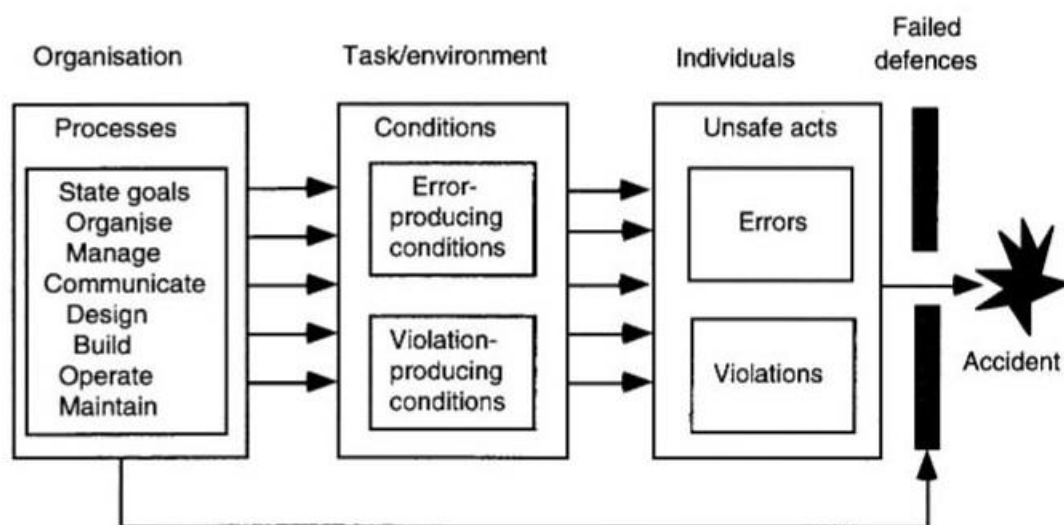 Organisation
Task/environment
Individuals
Failed
defences
Processes
State goals
Organise
Manage
Communicate
Design
Build
Operate
Maintain
Conditions
Error-
producing
conditions
Violation-
producing
conditions
Unsafe acts
Errors
Violations
Accident